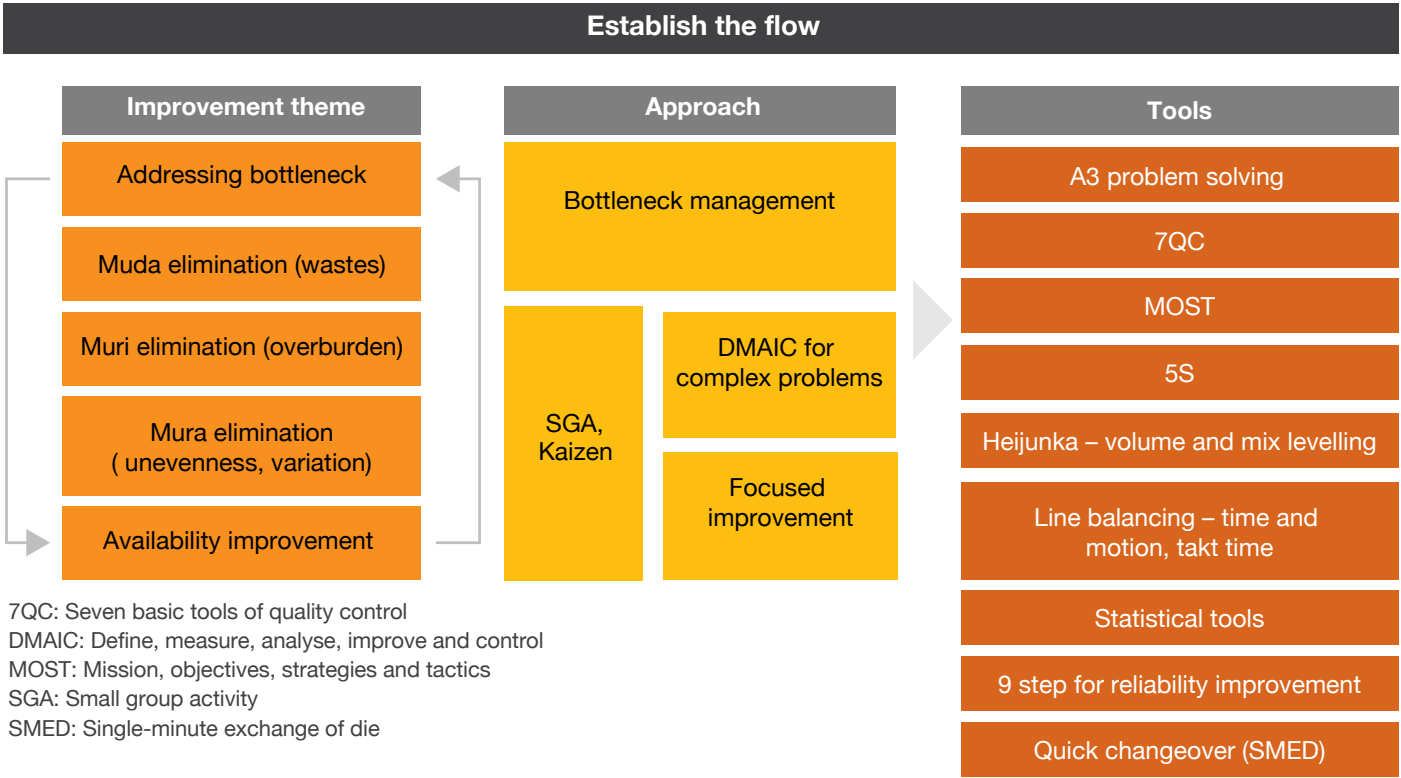 Establish the flow
Improvement theme
Addressing bottleneck
Muda elimination (wastes)
Muri elimination (overburden)
Mura elimination
( unevenness, variation)
Availability improvement
Approach
Bottleneck management
SGA,
Kaizen
DMAIC for
complex problems
Focused
improvement
Tools
A3 problem solving
7QC
MOST
5S
Heijunka – volume and mix levelling
Line balancing – time and
motion, takt time
Statistical tools
9 step for reliability improvement
Quick changeover (SMED)
7QC: Seven basic tools of quality control
DMAIC: Define, measure, analyse, improve and control
MOST: Mission, objectives, strategies and tactics
SGA: Small group activity
SMED: Single-minute exchange of die